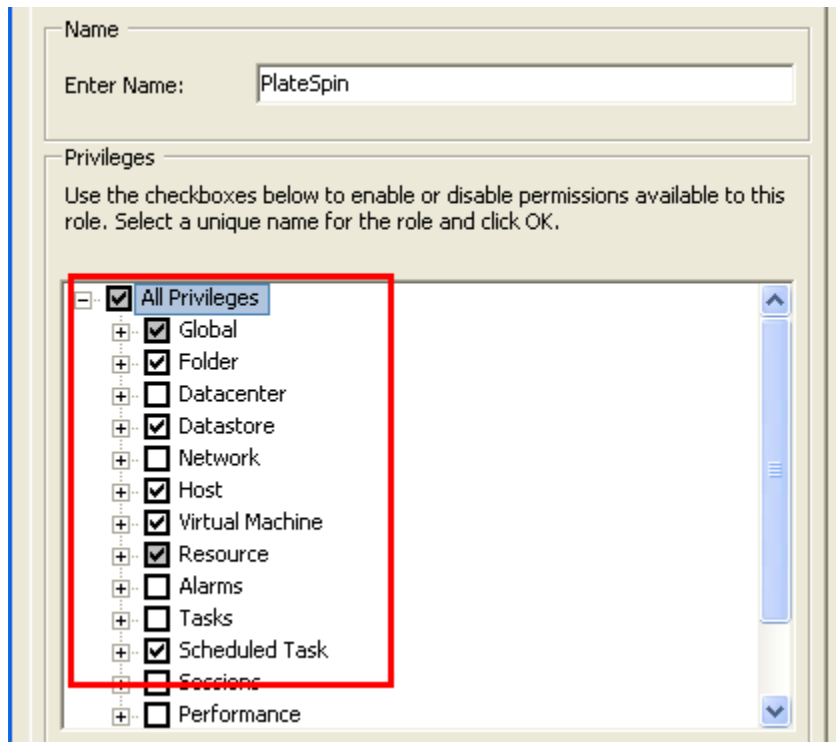 Name
Enter Name: PlateSpin
Privileges
Use the checkboxes below to enable or disable permissions available to this
role. Select a unique name for the role and click OK.
All Privileges
Global
Folder
Datacenter
Datastore
Network
Host
Virtual Machine
Resource
Alarms
Tasks
Scheduled Task
Sessions
Performance